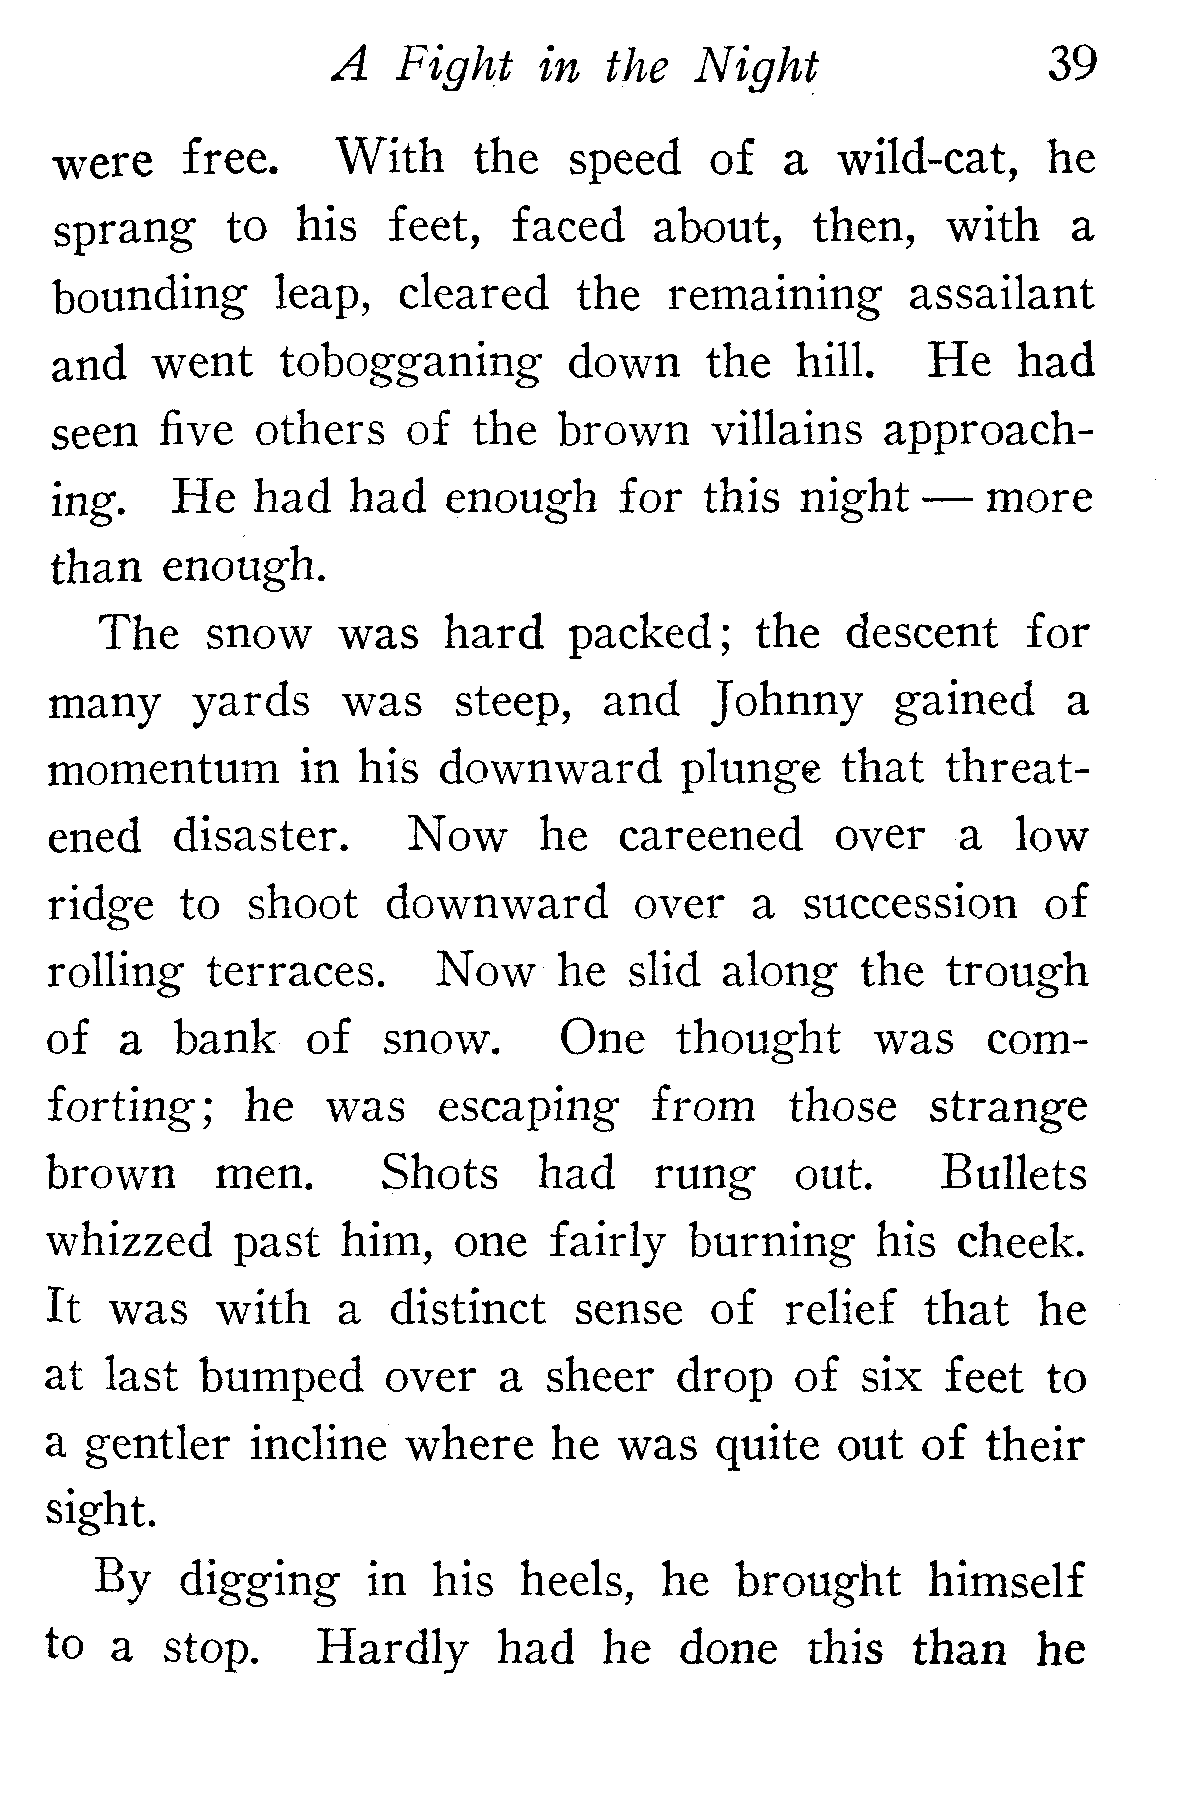 A Fight in the Night 39
were free. With the speed of a wild-cat, he
sprang to his feet, faced about, then, with a
bounding leap, cleared the remaining assailant
and went tobogganing down the hill. He had
seen five others of the brown villains approach-
ing. He had had enough for this night — more
than enough.
The snow was hard packed; the descent for
many yards was steep, and Johnny gained a
momentum in his downward plunge that threat-
ened disaster. Now he careened over a low
ridge to shoot downward over a succession of
rolling terraces. Now he slid along the trough
of a bank of snow. One thought was com-
forting; he was escaping from those strange
brown men. Shots had rung out. Bullets
whizzed past him, one fairly burning his cheek.
It was with a distinct sense of relief that he
at last bumped over a sheer drop of six feet to
a gentler incline where he was quite out of their
sight.
By digging in his heels, he brought himself
to a stop. Hardly had he done this than he